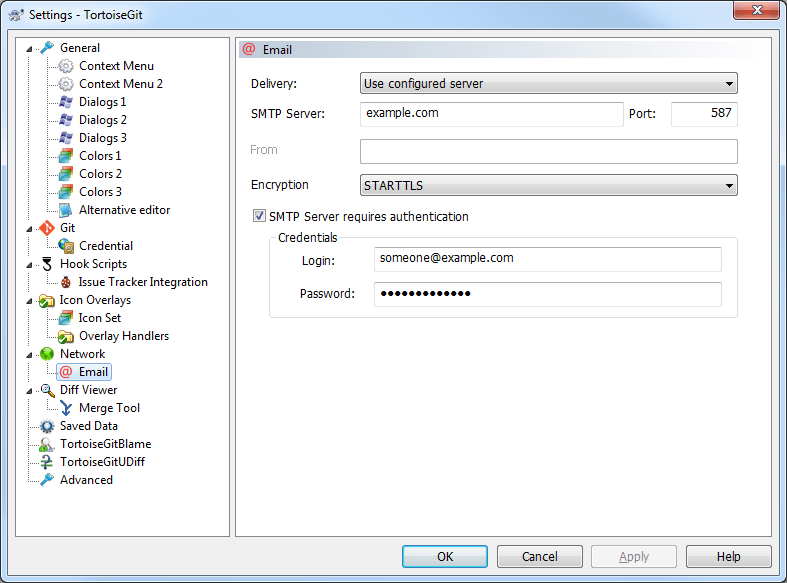 Settings - TortoiseGit
General
Context Menu
Context Menu 2
Dialogs 1
Dialogs 2
Dialogs 3
Colors 1
Colors 2
Colors 3
Alternative editor
Git
Credential
Hook Scripts
Issue Tracker Integration
Icon Overlays
Icon Set
Overlay Handlers
Network
@ Email
Diff Viewer
Merge Tool
Saved Data
TortoiseGitBlame
TortoiseGitUDiff
Advanced
@ Email
Delivery: Use configured server
SMTP Server: example.com Port: 587
From
Encryption STARTTLS
SMTP Server requires authentication
Credentials
Login: someone@example.com
Password: •••••••••••••
OK Cancel Apply Help